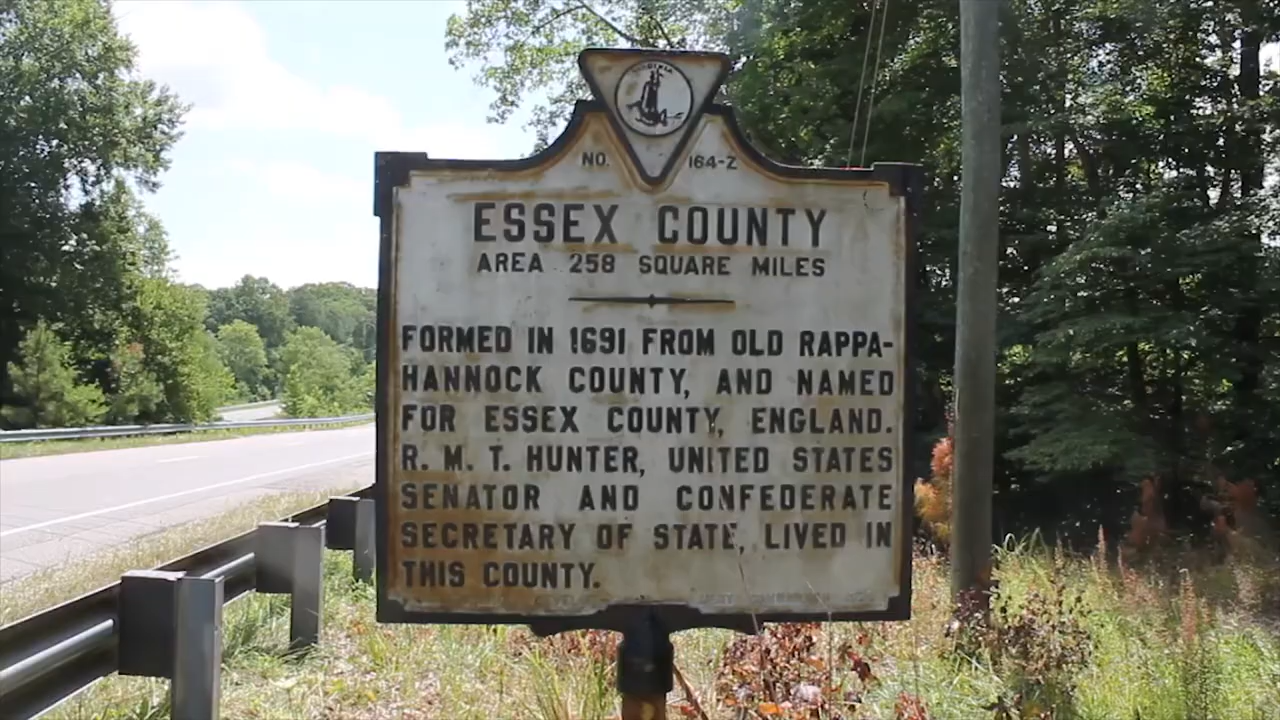 VIRGINIA
NO. 164-Z
ESSEX COUNTY
AREA 258 SQUARE MILES
FORMED IN 1691 FROM OLD RAPPA-
HANNOCK COUNTY, AND NAMED
FOR ESSEX COUNTY, ENGLAND.
R. M. T. HUNTER, UNITED STATES
SENATOR AND CONFEDERATE
SECRETARY OF STATE, LIVED IN
THIS COUNTY.